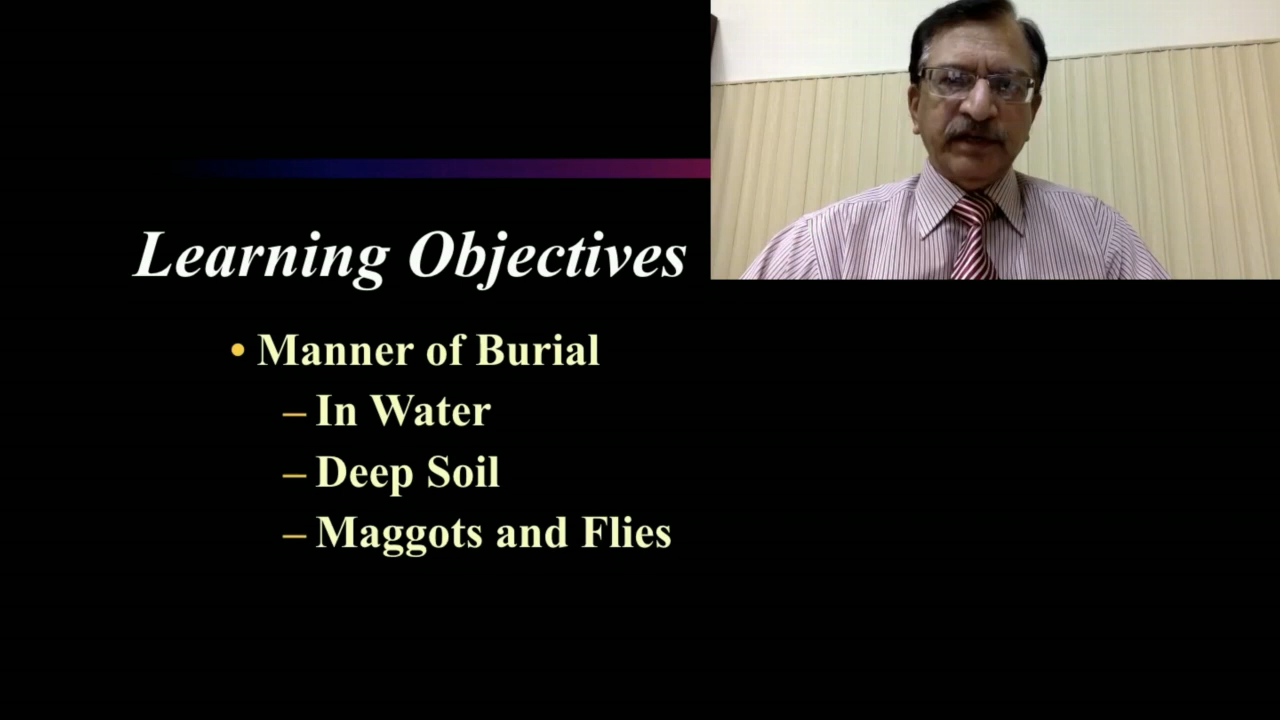 Learning Objectives
• Manner of Burial
– In Water
– Deep Soil
– Maggots and Flies